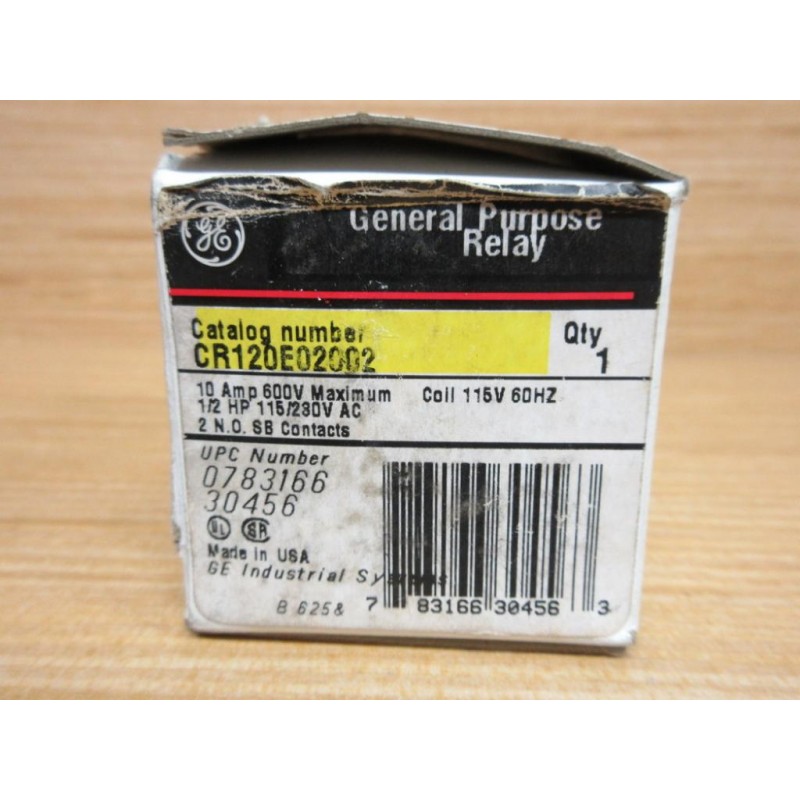 GE
General Purpose
Relay
Catalog number
CR120E02002
Qty
1
10 Amp 600V Maximum
Coil 115V 60HZ
1/2 HP 115/230V AC
2 N.O. SB Contacts
UPC Number
0783166
30456
UL SA
Made in USA
GE Industrial Systems
B 625&
7 83166 30456 3